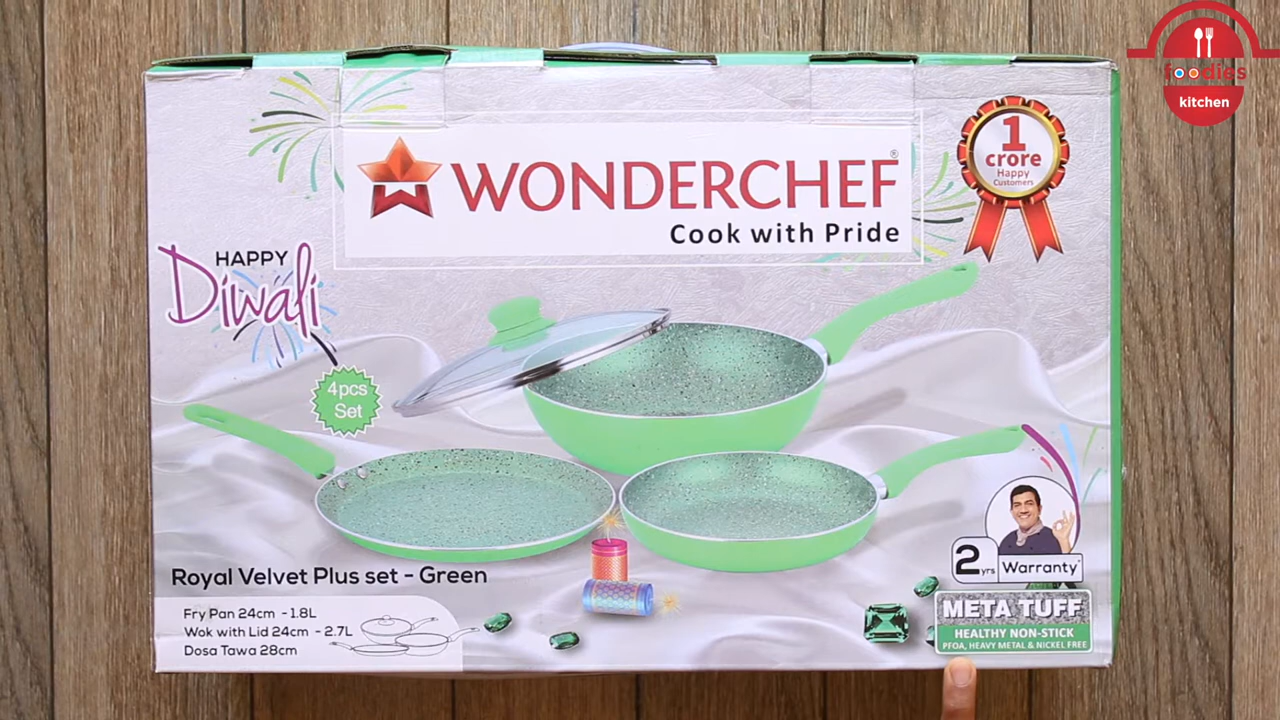 foodies
kitchen
WONDERCHEF®
Cook with Pride
1
crore
Happy
Customers
HAPPY
Diwali
4pcs
Set
Royal Velvet Plus set - Green
Fry Pan 24cm - 1.8L
Wok with Lid 24cm - 2.7L
Dosa Tawa 28cm
2 yrs Warranty*
META TUFF
HEALTHY NON-STICK
PFOA, HEAVY METAL & NICKEL FREE